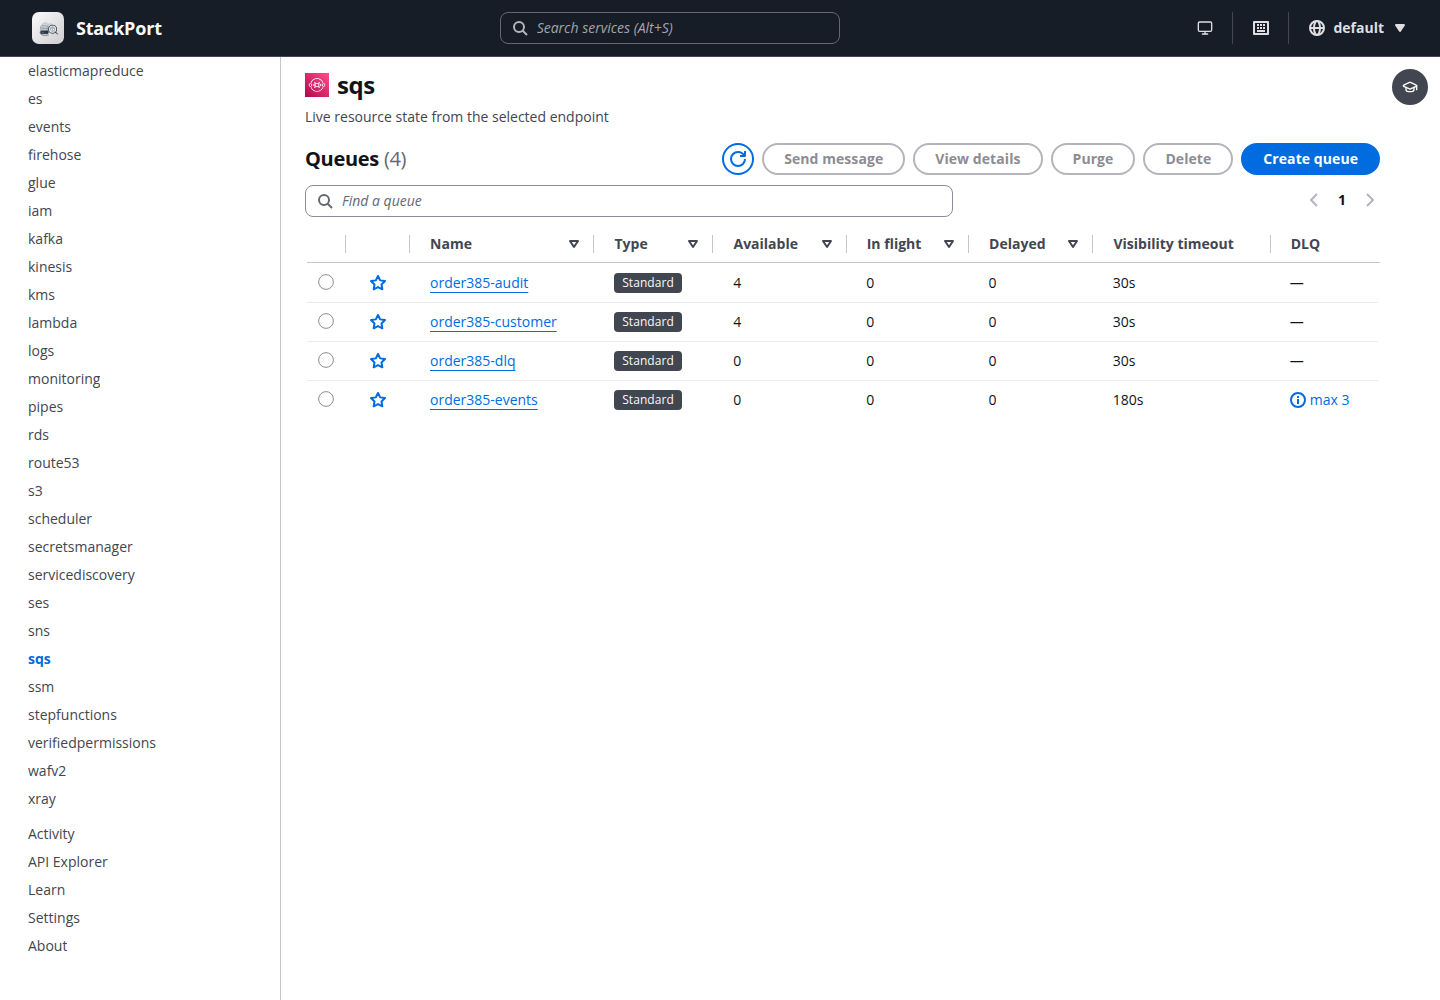 StackPort
Search services (Alt+S)
default
elasticmapreduce
es
events
firehose
glue
iam
kafka
kinesis
kms
lambda
logs
monitoring
pipes
rds
route53
s3
scheduler
secretsmanager
servicediscovery
ses
sns
sqs
ssm
stepfunctions
verifiedpermissions
wafv2
xray
Activity
API Explorer
Learn
Settings
About
sqs
Live resource state from the selected endpoint
Queues (4)
Send message
View details
Purge
Delete
Create queue
Find a queue
1
Name Type Available In flight Delayed Visibility timeout DLQ
order385-audit Standard 4 0 0 30s —
order385-customer Standard 4 0 0 30s —
order385-dlq Standard 0 0 0 30s —
order385-events Standard 0 0 0 180s max 3